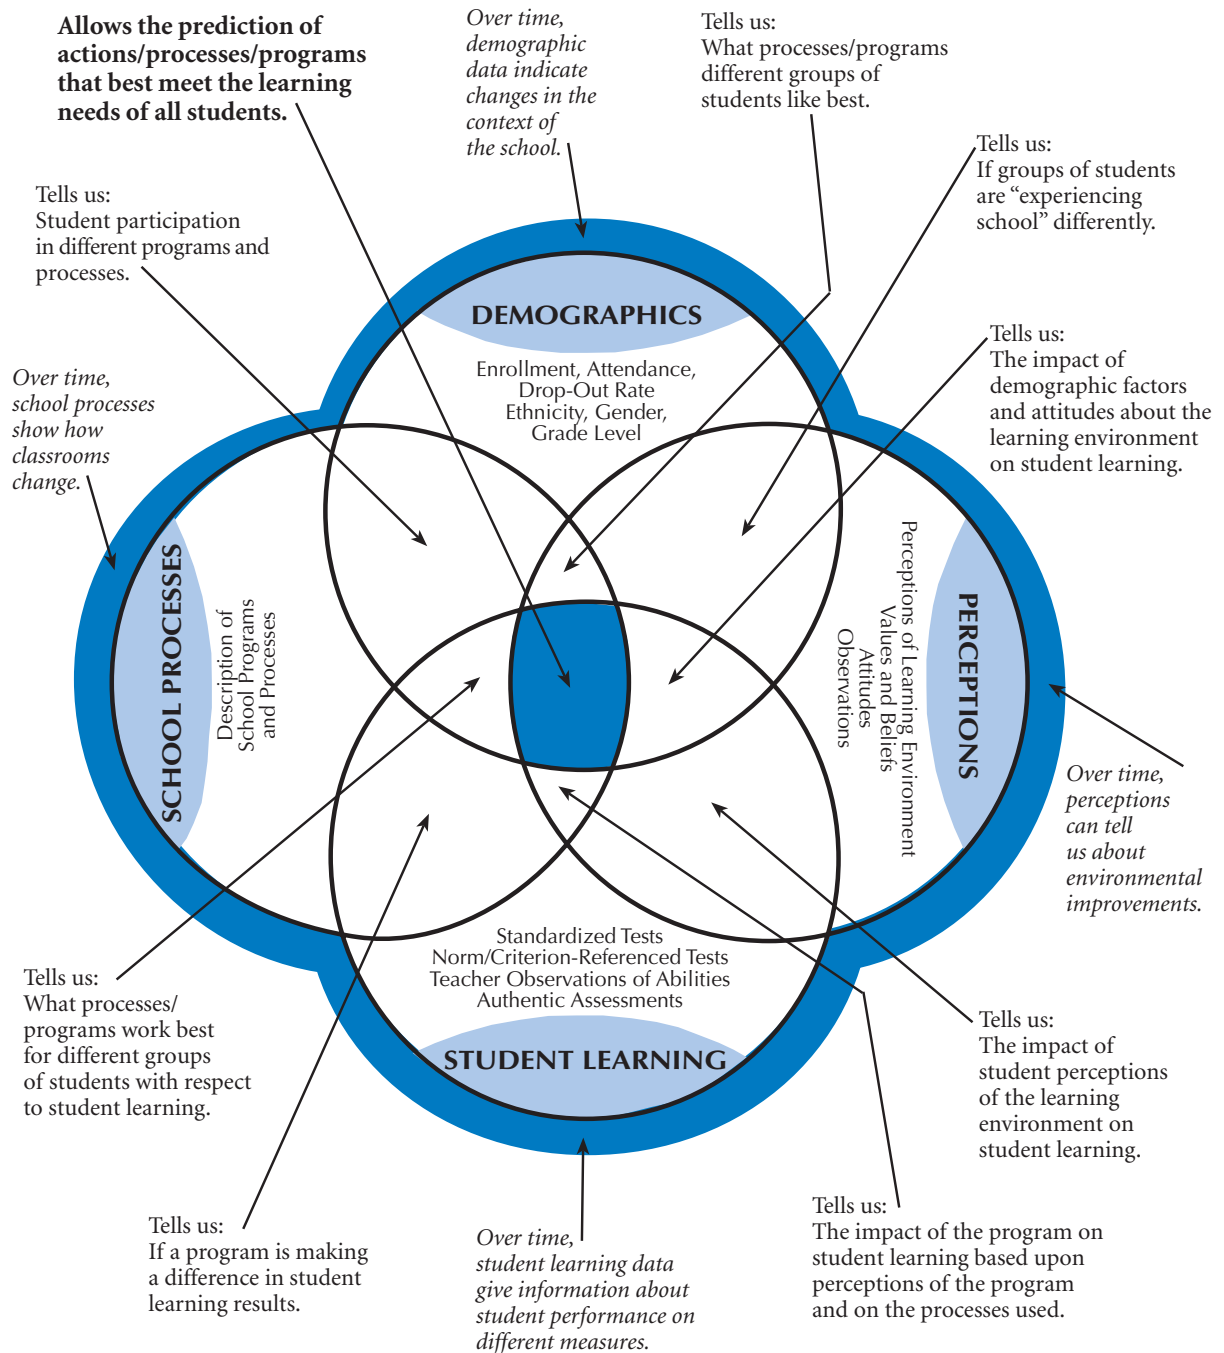 Allows the prediction of
actions/processes/programs
that best meet the learning
needs of all students.
Over time,
demographic
data indicate
changes in the
context of
the school.
Tells us:
What processes/programs
different groups of
students like best.
Tells us:
If groups of students
are “experiencing
school” differently.
Tells us:
Student participation
in different programs and
processes.
DEMOGRAPHICS
Enrollment, Attendance,
Drop-Out Rate
Ethnicity, Gender,
Grade Level
Tells us:
The impact of
demographic factors
and attitudes about the
learning environment
on student learning.
Over time,
school processes
show how
classrooms
change.
SCHOOL PROCESSES
Description of
School Programs
and Processes
PERCEPTIONS
Perceptions of Learning Environment
Values and Beliefs
Attitudes
Observations
Over time,
perceptions
can tell
us about
environmental
improvements.
Standardized Tests
Norm/Criterion-Referenced Tests
Teacher Observations of Abilities
Authentic Assessments
STUDENT LEARNING
Tells us:
What processes/
programs work best
for different groups
of students with respect
to student learning.
Tells us:
The impact of
student perceptions
of the learning
environment on
student learning.
Tells us:
If a program is making
a difference in student
learning results.
Over time,
student learning data
give information about
student performance on
different measures.
Tells us:
The impact of the program on
student learning based upon
perceptions of the program
and on the processes used.